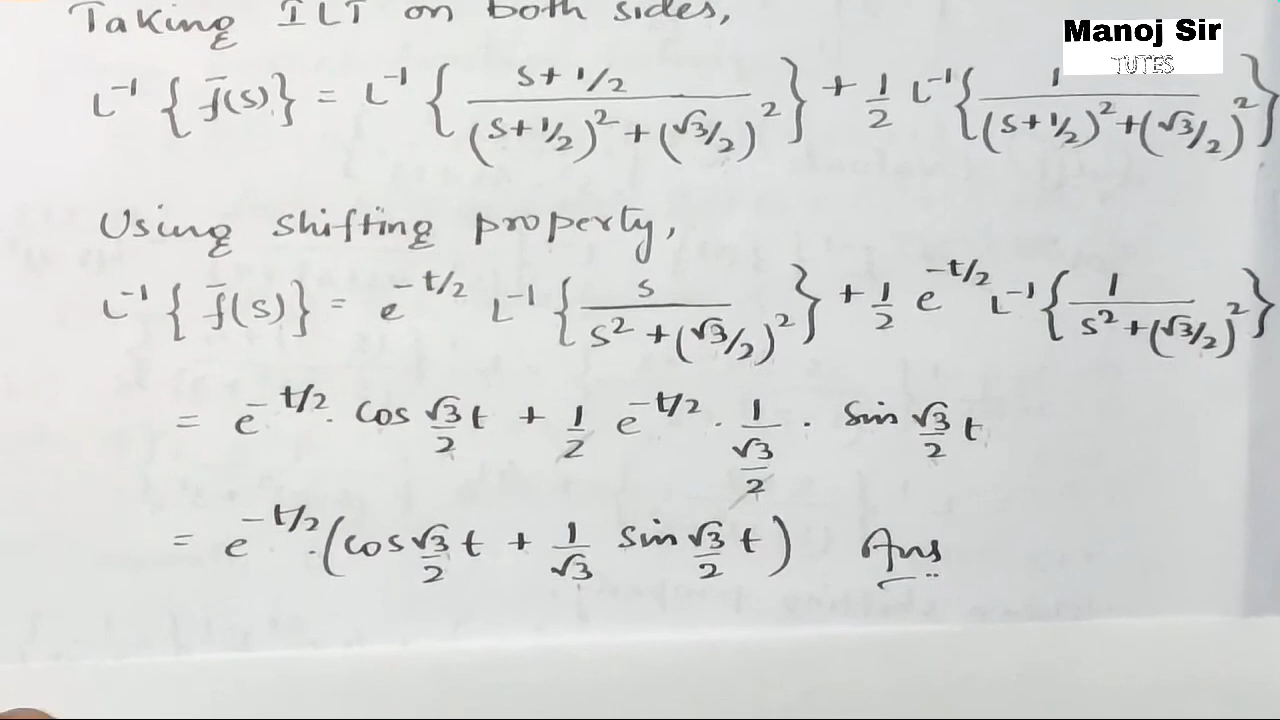 Taking ILT on both sides,
Manoj Sir
TUTES
L⁻¹ { f̄(s) } = L⁻¹ { (s + 1/2) / ((s + 1/2)² + (√3/2)²) } + 1/2 L⁻¹ { 1 / ((s + 1/2)² + (√3/2)²) }
Using shifting property,
L⁻¹ { f̄(s) } = e^(-t/2) L⁻¹ { s / (s² + (√3/2)²) } + 1/2 e^(-t/2) L⁻¹ { 1 / (s² + (√3/2)²) }
= e^(-t/2) . cos √3/2 t + 1/2 e^(-t/2) . 1/(√3/2) . sin √3/2 t
= e^(-t/2) . (cos √3/2 t + 1/√3 sin √3/2 t) Ans